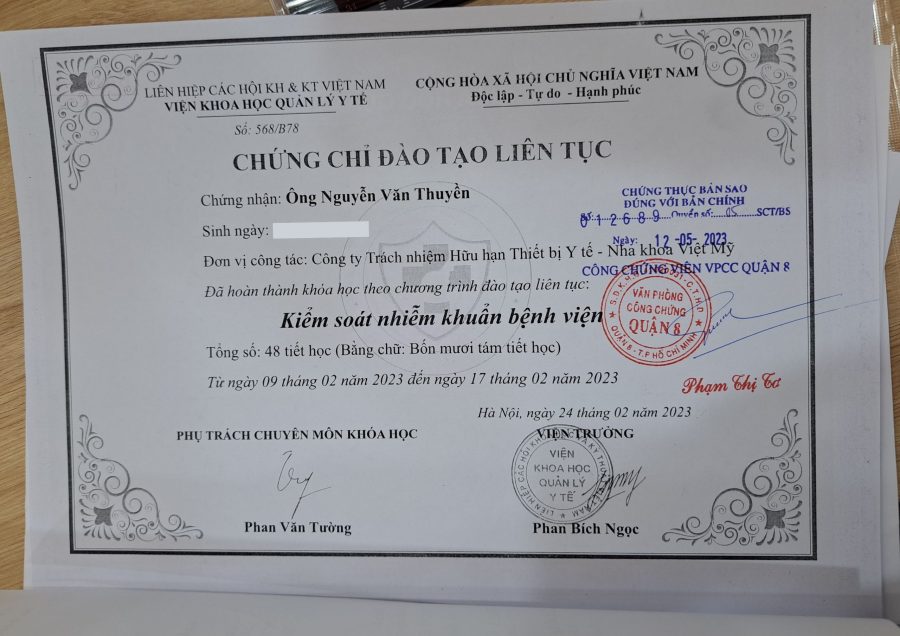 LIÊN HIỆP CÁC HỘI KH & KT VIỆT NAM
VIỆN KHOA HỌC QUẢN LÝ Y TẾ
Số: 568/B78
CỘNG HÒA XÃ HỘI CHỦ NGHĨA VIỆT NAM
Độc lập - Tự do - Hạnh phúc
CHỨNG CHỈ ĐÀO TẠO LIÊN TỤC
Chứng nhận: Ông Nguyễn Văn Thuyền
Sinh ngày:
Đơn vị công tác: Công ty Trách nhiệm Hữu hạn Thiết bị Y tế - Nha khoa Việt Mỹ
Đã hoàn thành khóa học theo chương trình đào tạo liên tục:
Kiểm soát nhiễm khuẩn bệnh viện
Tổng số: 48 tiết học (Bằng chữ: Bốn mươi tám tiết học)
Từ ngày 09 tháng 02 năm 2023 đến ngày 17 tháng 02 năm 2023
CHỨNG THỰC BẢN SAO
ĐÚNG VỚI BẢN CHÍNH
Số: 012689 Quyển số: 05 SCT/BS
Ngày: 12-05-2023
CÔNG CHỨNG VIÊN VPCC QUẬN 8
VĂN PHÒNG
CÔNG CHỨNG
QUẬN 8
QUẬN 8 - T.P HỒ CHÍ MINH
Phạm Thị Tơ
Hà Nội, ngày 24 tháng 02 năm 2023
PHỤ TRÁCH CHUYÊN MÔN KHÓA HỌC
Phan Văn Tường
VIỆN TRƯỞNG
VIỆN
KHOA HỌC
QUẢN LÝ
Y TẾ
Phan Bích Ngọc